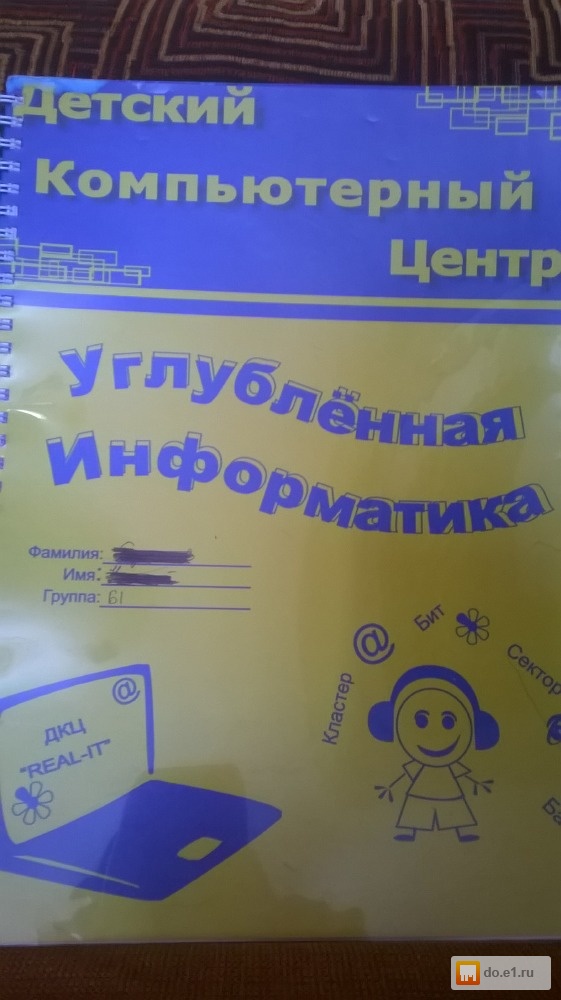 Детский
Компьютерный
Центр
Углублённая
Информатика
Фамилия:
Имя:
Группа: 61
@
Бит
Сектор
Кластер
@
ДКЦ
"REAL-IT"
do.e1.ru